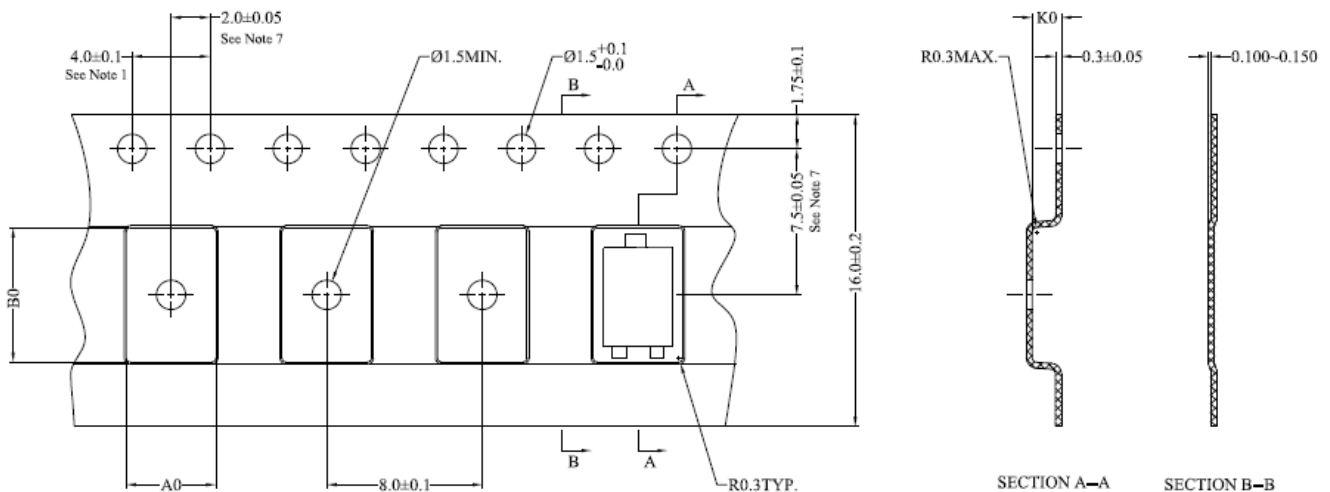 2.0±0.05
See Note 7
4.0±0.1
See Note 1
Ø1.5MIN.
Ø1.5 +0.1
-0.0
B
A
1.75±0.1
7.5±0.05
See Note 7
16.0±0.2
B0
A0
8.0±0.1
B
A
R0.3TYP.
K0
R0.3MAX.
0.3±0.05
0.100~0.150
SECTION A–A
SECTION B–B